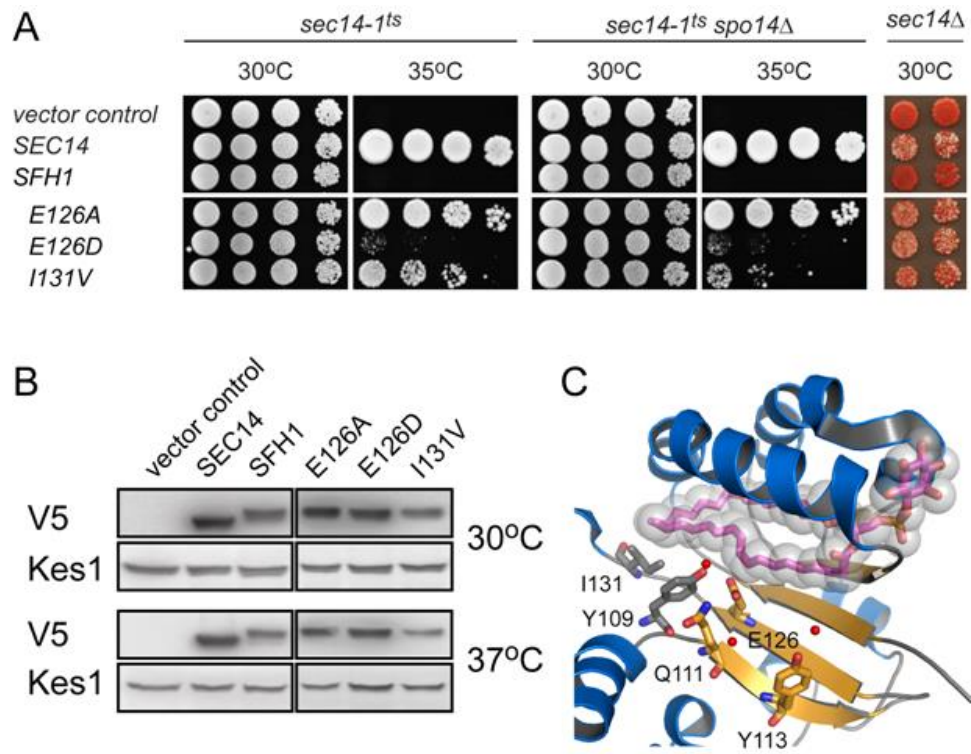 A
sec14-1ts
sec14-1ts spo14Δ
sec14Δ
30oC
35oC
30oC
35oC
30oC
vector control
SEC14
SFH1
E126A
E126D
I131V
B
vector control
SEC14
SFH1
E126A
E126D
I131V
V5
Kes1
30oC
V5
Kes1
37oC
C
I131
Y109
E126
Q111
Y113